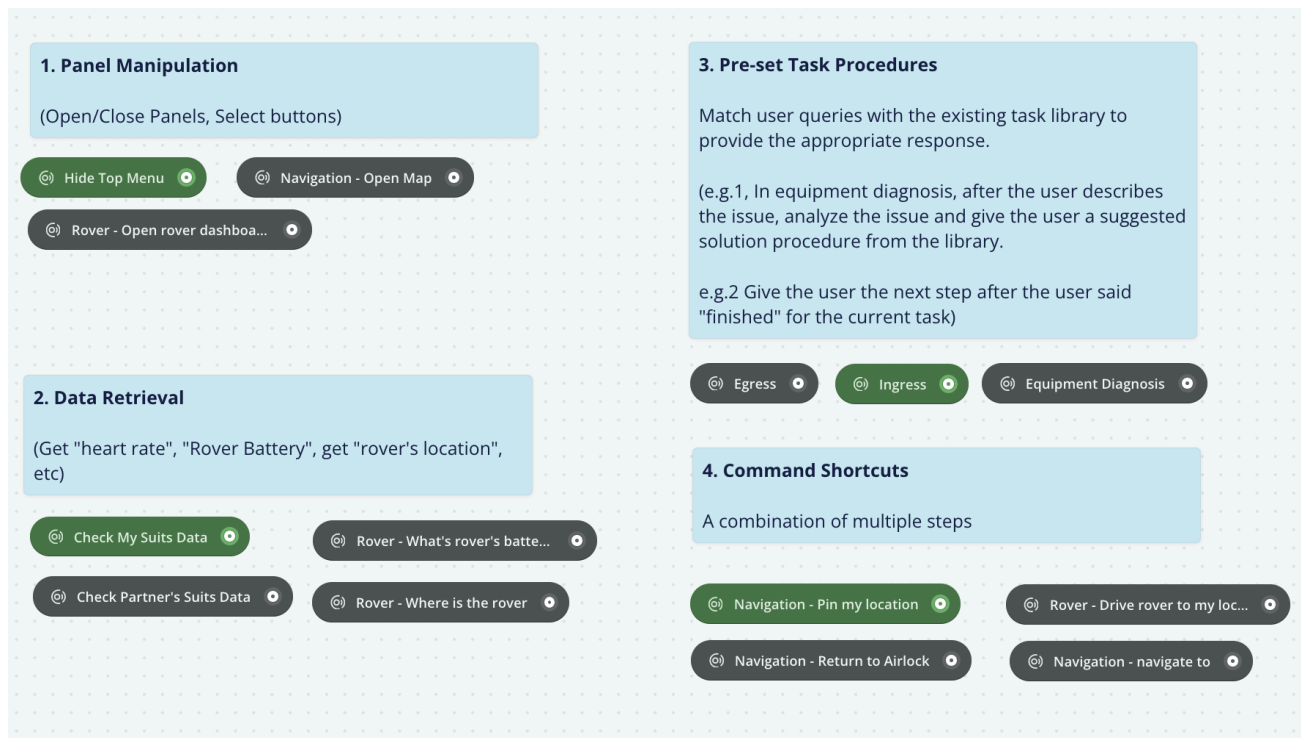 1. Panel Manipulation
(Open/Close Panels, Select buttons)
Hide Top Menu
Navigation - Open Map
Rover - Open rover dashboa...
2. Data Retrieval
(Get "heart rate", "Rover Battery", get "rover's location",
etc)
Check My Suits Data
Rover - What's rover's batte...
Check Partner's Suits Data
Rover - Where is the rover
3. Pre-set Task Procedures
Match user queries with the existing task library to
provide the appropriate response.
(e.g.1, In equipment diagnosis, after the user describes
the issue, analyze the issue and give the user a suggested
solution procedure from the library.
e.g.2 Give the user the next step after the user said
"finished" for the current task)
Egress
Ingress
Equipment Diagnosis
4. Command Shortcuts
A combination of multiple steps
Navigation - Pin my location
Rover - Drive rover to my loc...
Navigation - Return to Airlock
Navigation - navigate to